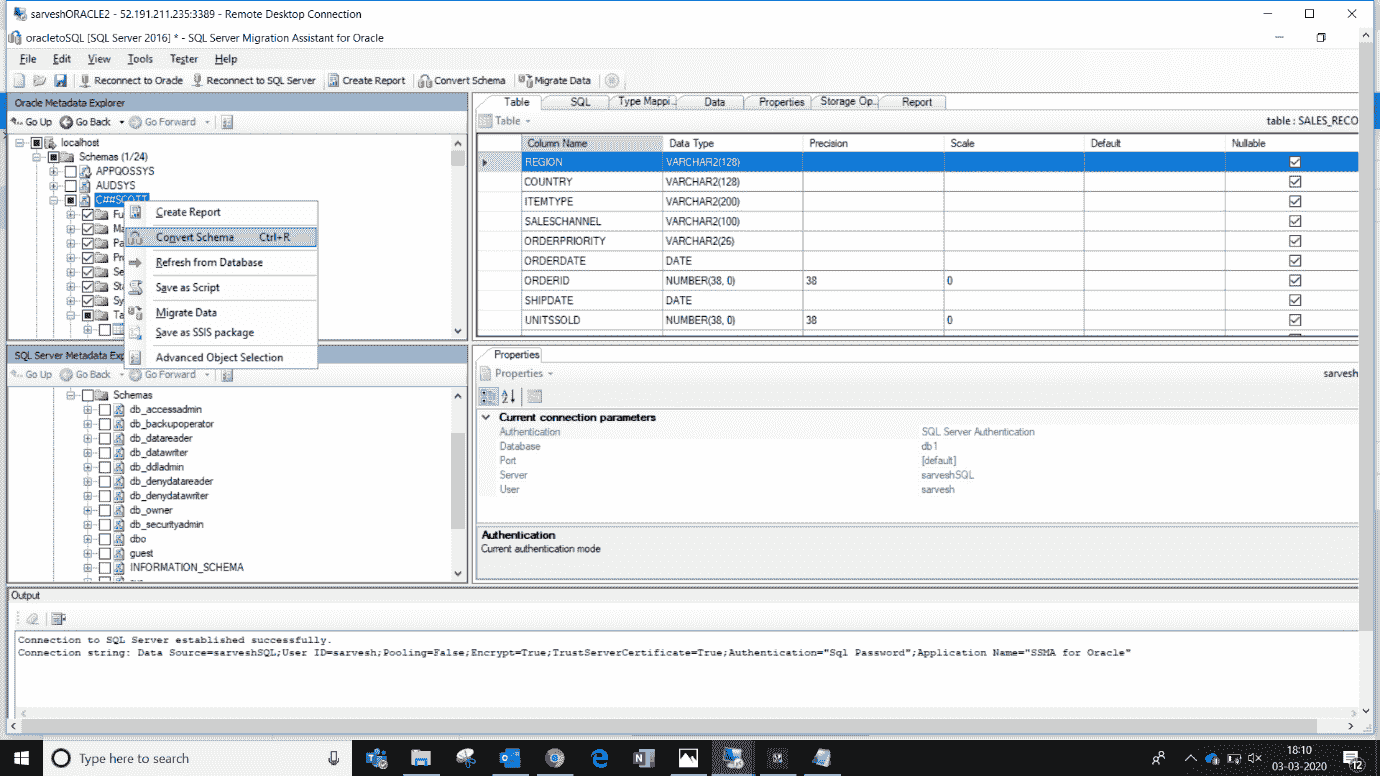 sarveshORACLE2 - 52.191.211.235:3389 - Remote Desktop Connection
oracletoSQL [SQL Server 2016] * - SQL Server Migration Assistant for Oracle
File Edit View Tools Tester Help
Reconnect to Oracle Reconnect to SQL Server Create Report Convert Schema Migrate Data
Oracle Metadata Explorer
Go Up Go Back Go Forward
localhost
Schemas (1/24)
APPQOSSYS
AUDSYS
C##SCOTT
Fu
Ma
Pa
Pr
Se
Sta
Sy
Ta
Create Report
Convert Schema Ctrl+R
Refresh from Database
Save as Script
Migrate Data
Save as SSIS package
Advanced Object Selection
Table SQL Type Mappi... Data Properties Storage Op... Report
Table
table : SALES_RECO
Column Name Data Type Precision Scale Default Nullable
REGION VARCHAR2(128)
COUNTRY VARCHAR2(128)
ITEMTYPE VARCHAR2(200)
SALESCHANNEL VARCHAR2(100)
ORDERPRIORITY VARCHAR2(26)
ORDERDATE DATE
ORDERID NUMBER(38, 0) 38 0
SHIPDATE DATE
UNITSSOLD NUMBER(38, 0) 38 0
SQL Server Metadata Exp
Go Up Go Back Go Forward
Schemas
db_accessadmin
db_backupoperator
db_datareader
db_datawriter
db_ddladmin
db_denydatareader
db_denydatawriter
db_owner
db_securityadmin
dbo
guest
INFORMATION_SCHEMA
Properties
Properties
sarvesh
Current connection parameters
Authentication SQL Server Authentication
Database db1
Port [default]
Server sarveshSQL
User sarvesh
Authentication
Current authentication mode
Output
Connection to SQL Server established successfully.
Connection string: Data Source=sarveshSQL;User ID=sarvesh;Pooling=False;Encrypt=True;TrustServerCertificate=True;Authentication="Sql Password";Application Name="SSMA for Oracle"
Type here to search
18:10
03-03-2020
12